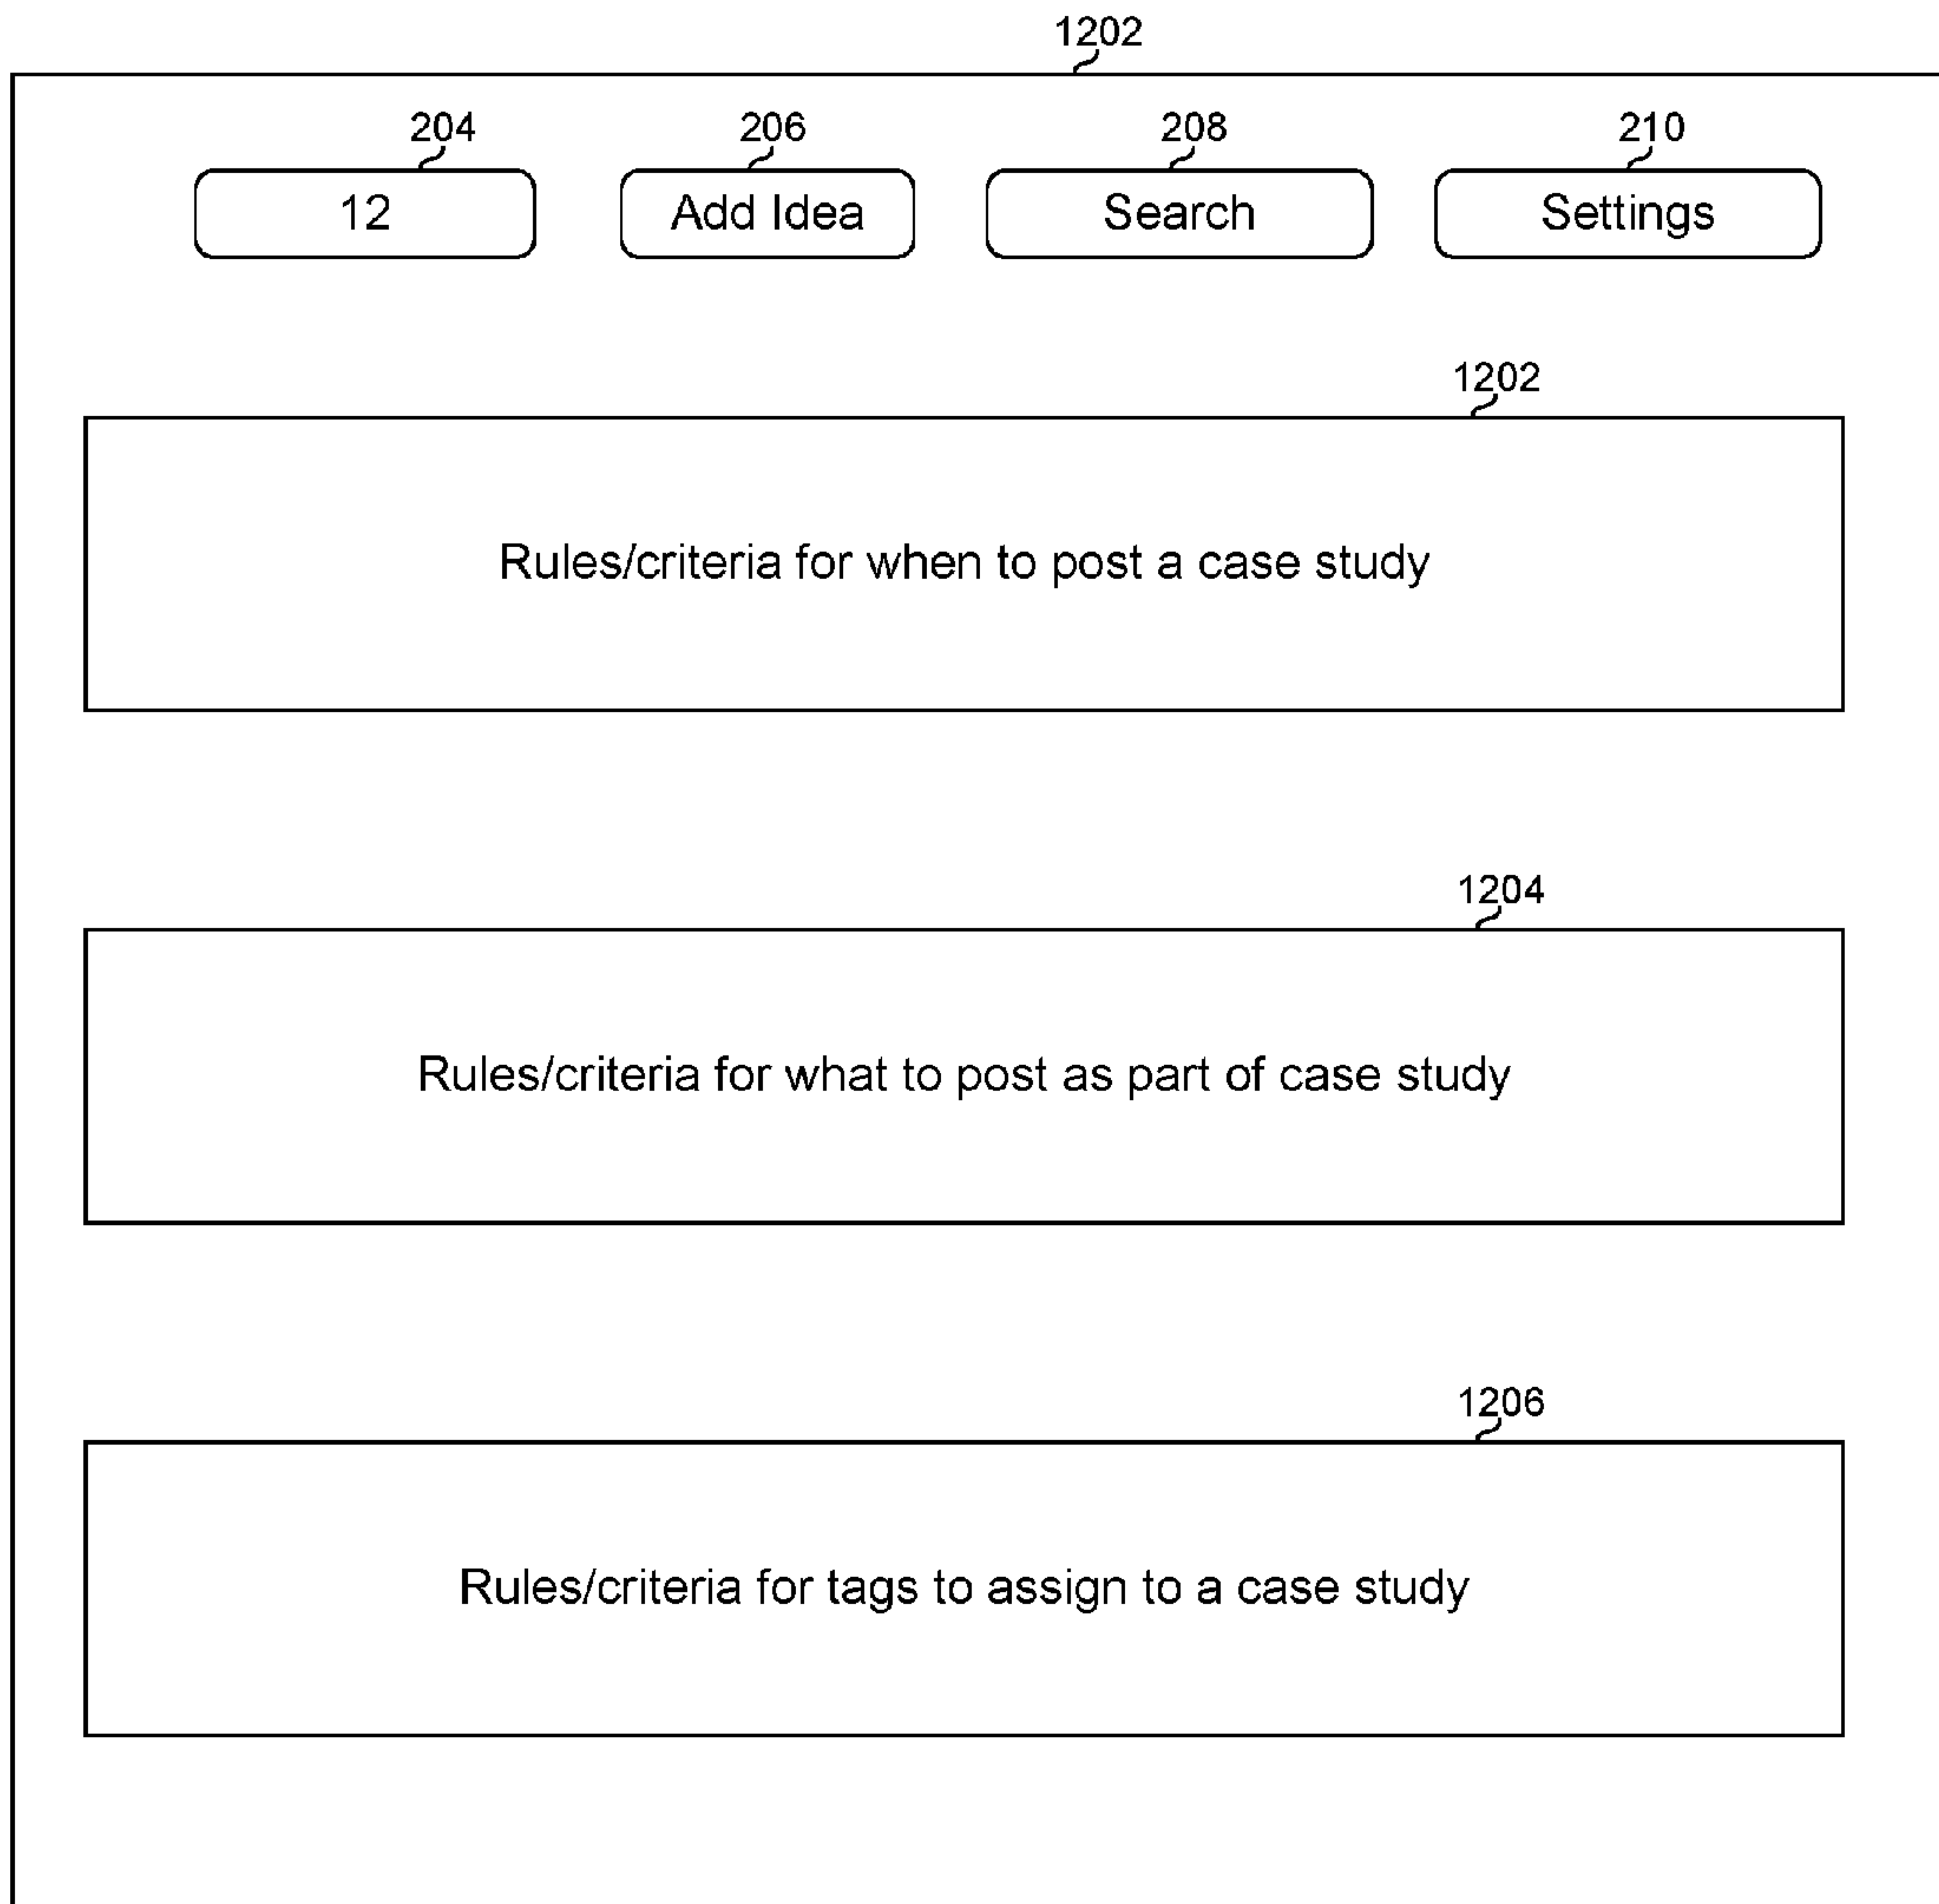 1202
204 206 208 210
12 Add Idea Search Settings
1202
Rules/criteria for when to post a case study
1204
Rules/criteria for what to post as part of case study
1206
Rules/criteria for tags to assign to a case study